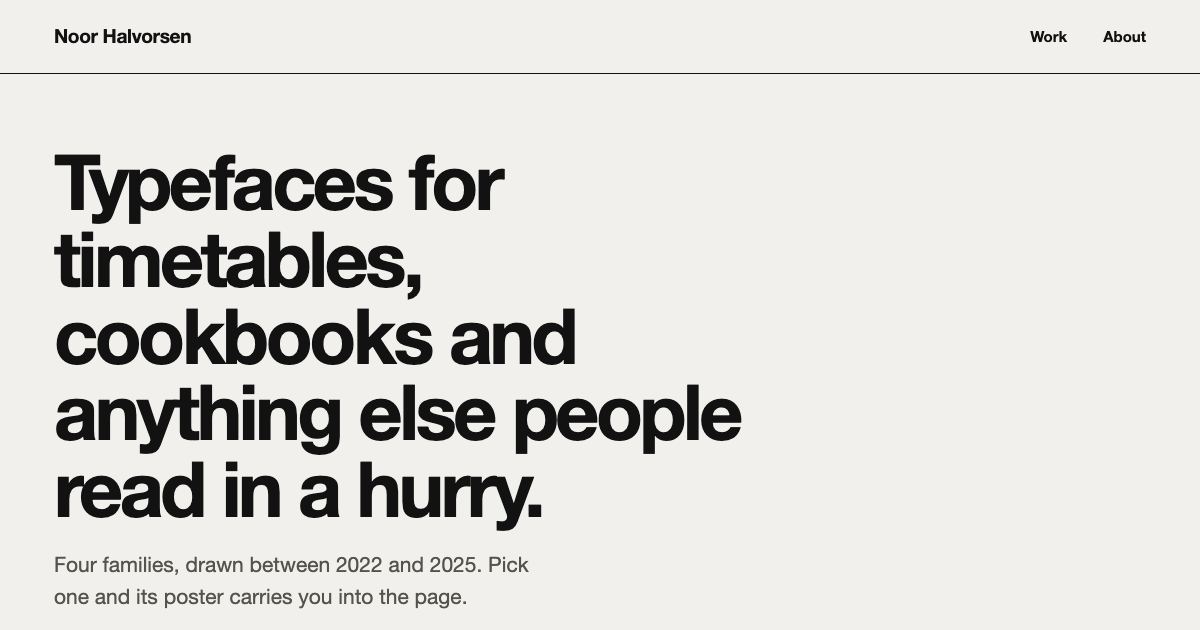 Noor Halvorsen
Work About
Typefaces for
timetables,
cookbooks and
anything else people
read in a hurry.
Four families, drawn between 2022 and 2025. Pick
one and its poster carries you into the page.